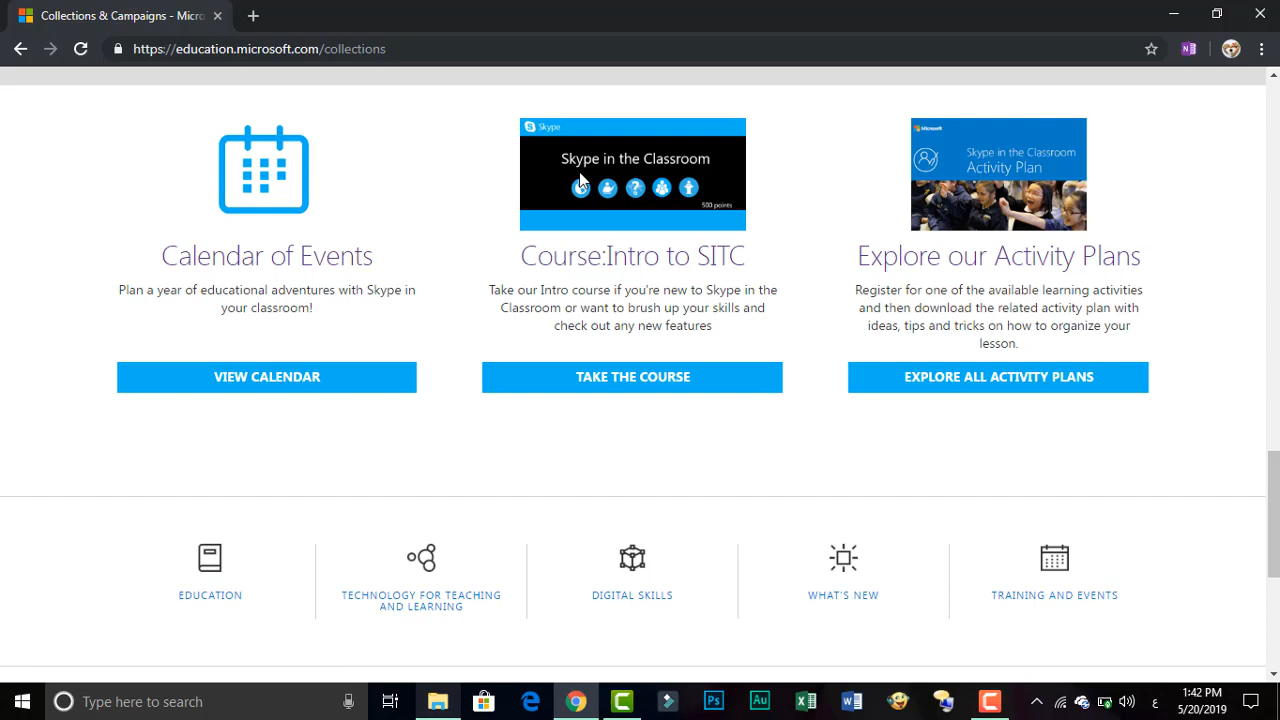 Collections & Campaigns - Micro
https://education.microsoft.com/collections
Skype
Skype in the Classroom
500 points
Microsoft
Skype in the Classroom
Activity Plan
Calendar of Events
Plan a year of educational adventures with Skype in
your classroom!
VIEW CALENDAR
Course:Intro to SITC
Take our Intro course if you're new to Skype in the
Classroom or want to brush up your skills and
check out any new features
TAKE THE COURSE
Explore our Activity Plans
Register for one of the available learning activities
and then download the related activity plan with
ideas, tips and tricks on how to organize your
lesson.
EXPLORE ALL ACTIVITY PLANS
EDUCATION
TECHNOLOGY FOR TEACHING
AND LEARNING
DIGITAL SKILLS
WHAT'S NEW
TRAINING AND EVENTS
Type here to search
Ps
Au
ع
1:42 PM
5/20/2019